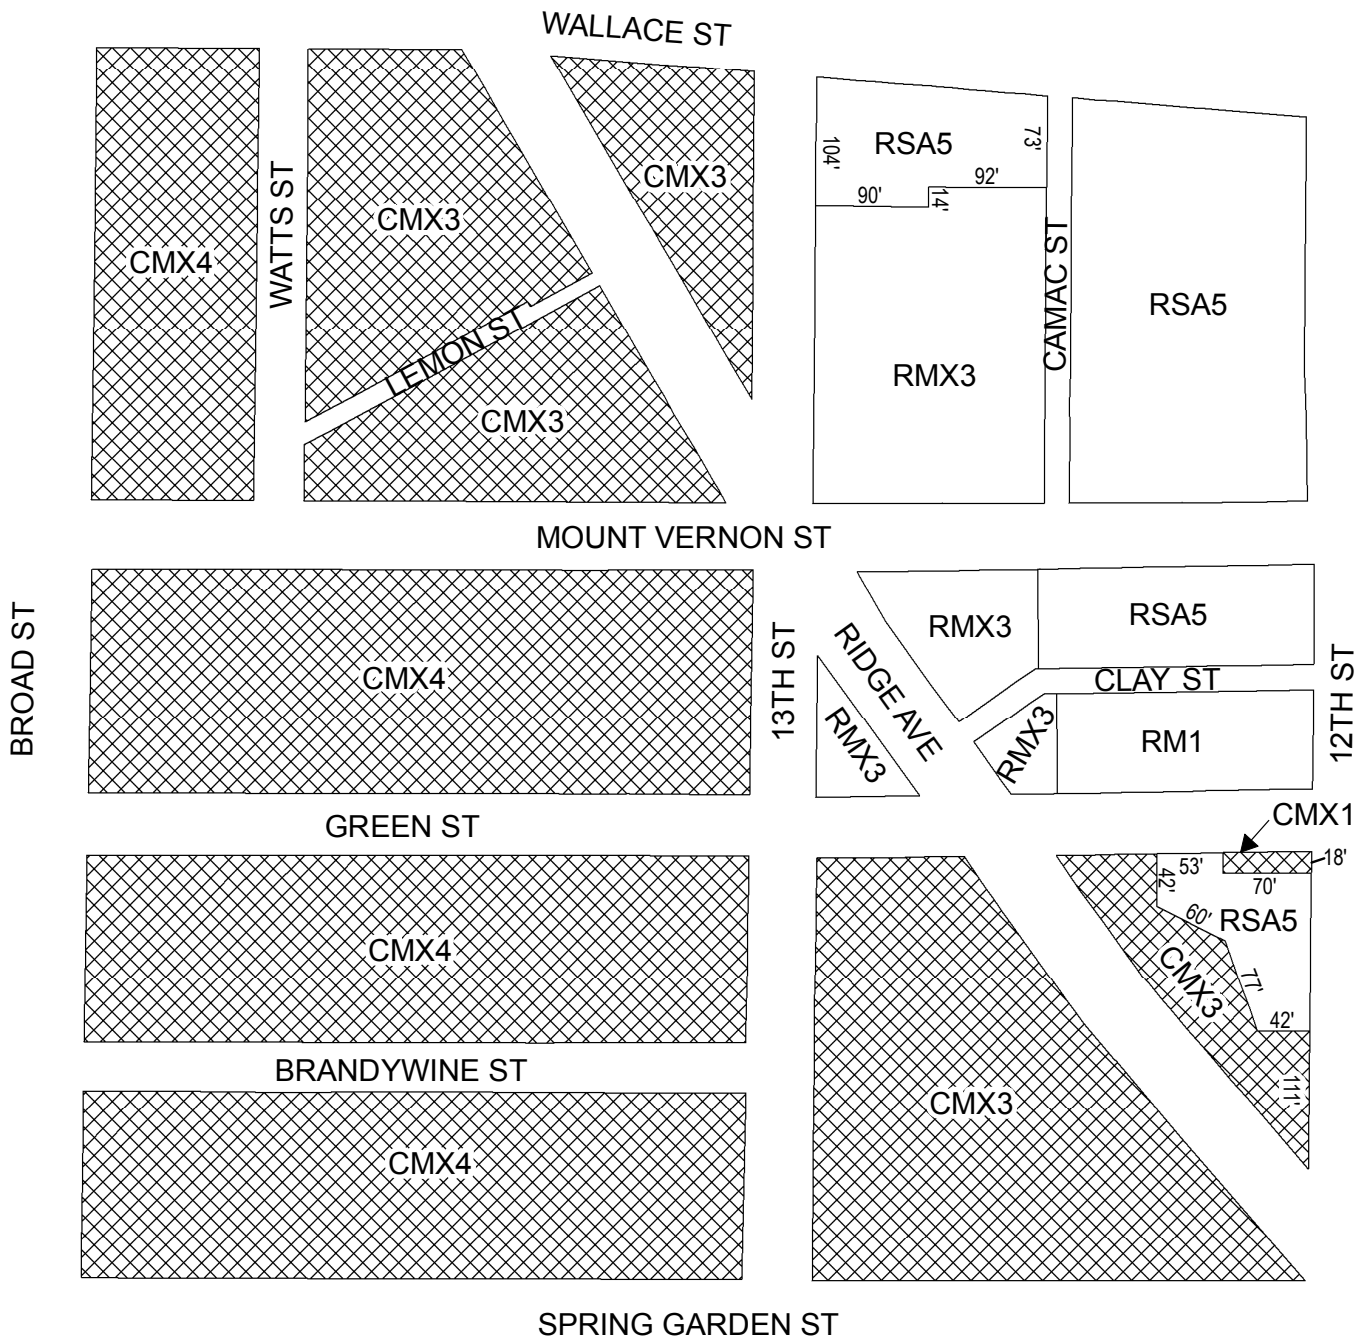 WALLACE ST
RSA5
73'
104'
CMX3
92'
90'
14'
WATTS ST
CMX3
CMX4
CAMAC ST
RSA5
LEMON ST
RMX3
CMX3
MOUNT VERNON ST
BROAD ST
13TH ST
RIDGE AVE
RMX3
RSA5
CMX4
CLAY ST
12TH ST
RMX3
RMX3
RM1
GREEN ST
CMX1
53'
18'
42'
70'
60'
RSA5
CMX4
CMX3
77'
42'
BRANDYWINE ST
111'
CMX3
CMX4
SPRING GARDEN ST